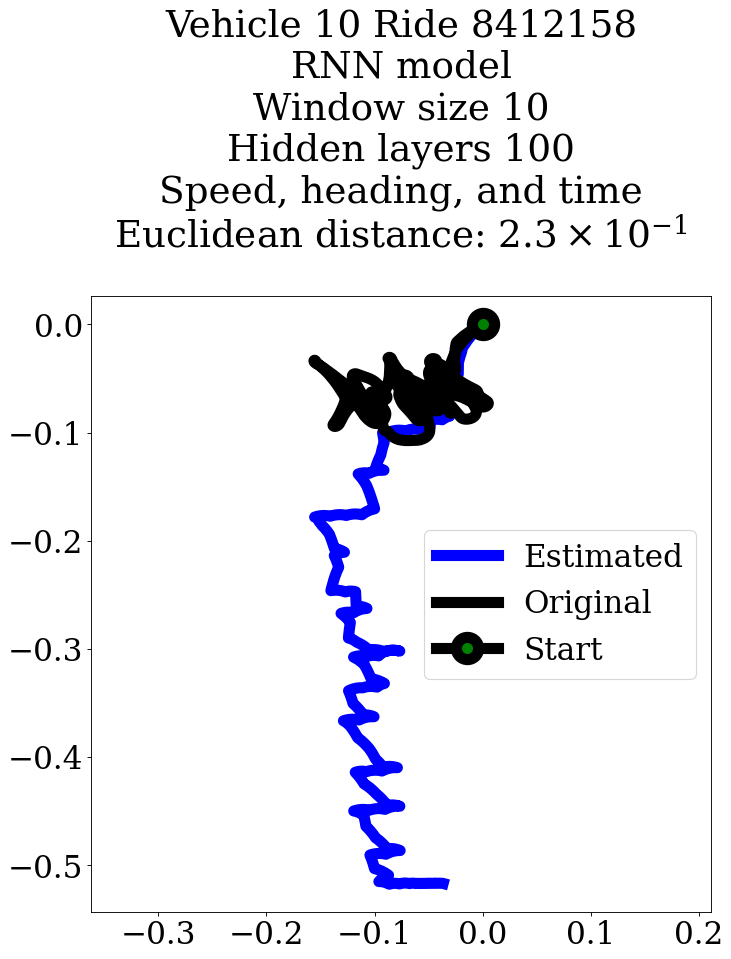 Vehicle 10 Ride 8412158
RNN model
Window size 10
Hidden layers 100
Speed, heading, and time
Euclidean distance: 2.3 × 10⁻¹
0.0
−0.1
−0.2
−0.3
−0.4
−0.5
Estimated
Original
Start
−0.3 −0.2 −0.1 0.0 0.1 0.2